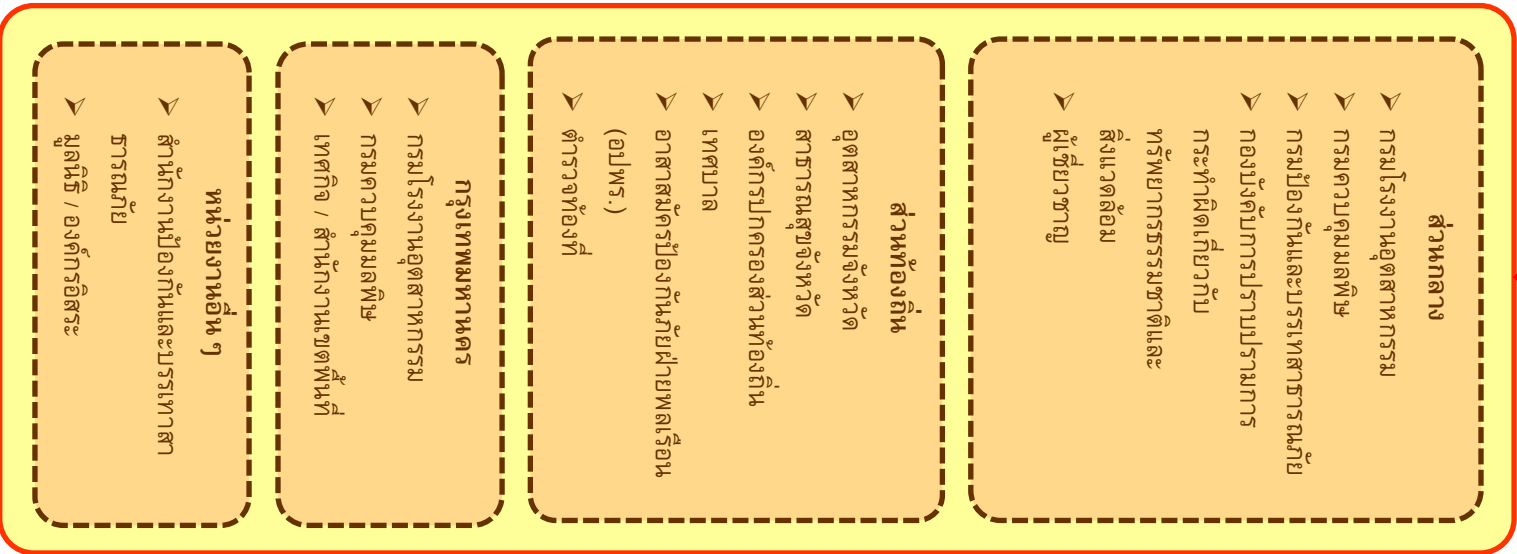 ส่วนกลาง
➢ กรมโรงงานอุตสาหกรรม
➢ กรมควบคุมมลพิษ
➢ กรมป้องกันและบรรเทสาธารณภัย
➢ กองบังคับการปราบปรามการ
กระทำผิดเกี่ยวกับ
ทรัพยากรธรรมชาติและ
สิ่งแวดล้อม
➢ ผู้เชี่ยวชาญ
ส่วนท้องถิ่น
➢ อุตสาหกรรมจังหวัด
➢ สาธารณสุขจังหวัด
➢ องค์การปกครองส่วนท้องถิ่น
➢ เทศบาล
➢ อาสาสมัครป้องกันภัยฝ่ายพลเรือน
(อปพร.)
➢ ตำรวจท้องที่
กรุงเทพมหานคร
➢ กรมโรงงานอุตสาหกรรม
➢ กรมควบคุมมลพิษ
➢ เทศกิจ / สำนักงานเขตพื้นที่
หน่วยงานอื่น ๆ
➢ สำนักงานป้องกันและบรรเทาสา
ธารณภัย
➢ มูลนิธิ / องค์กรอิสระ